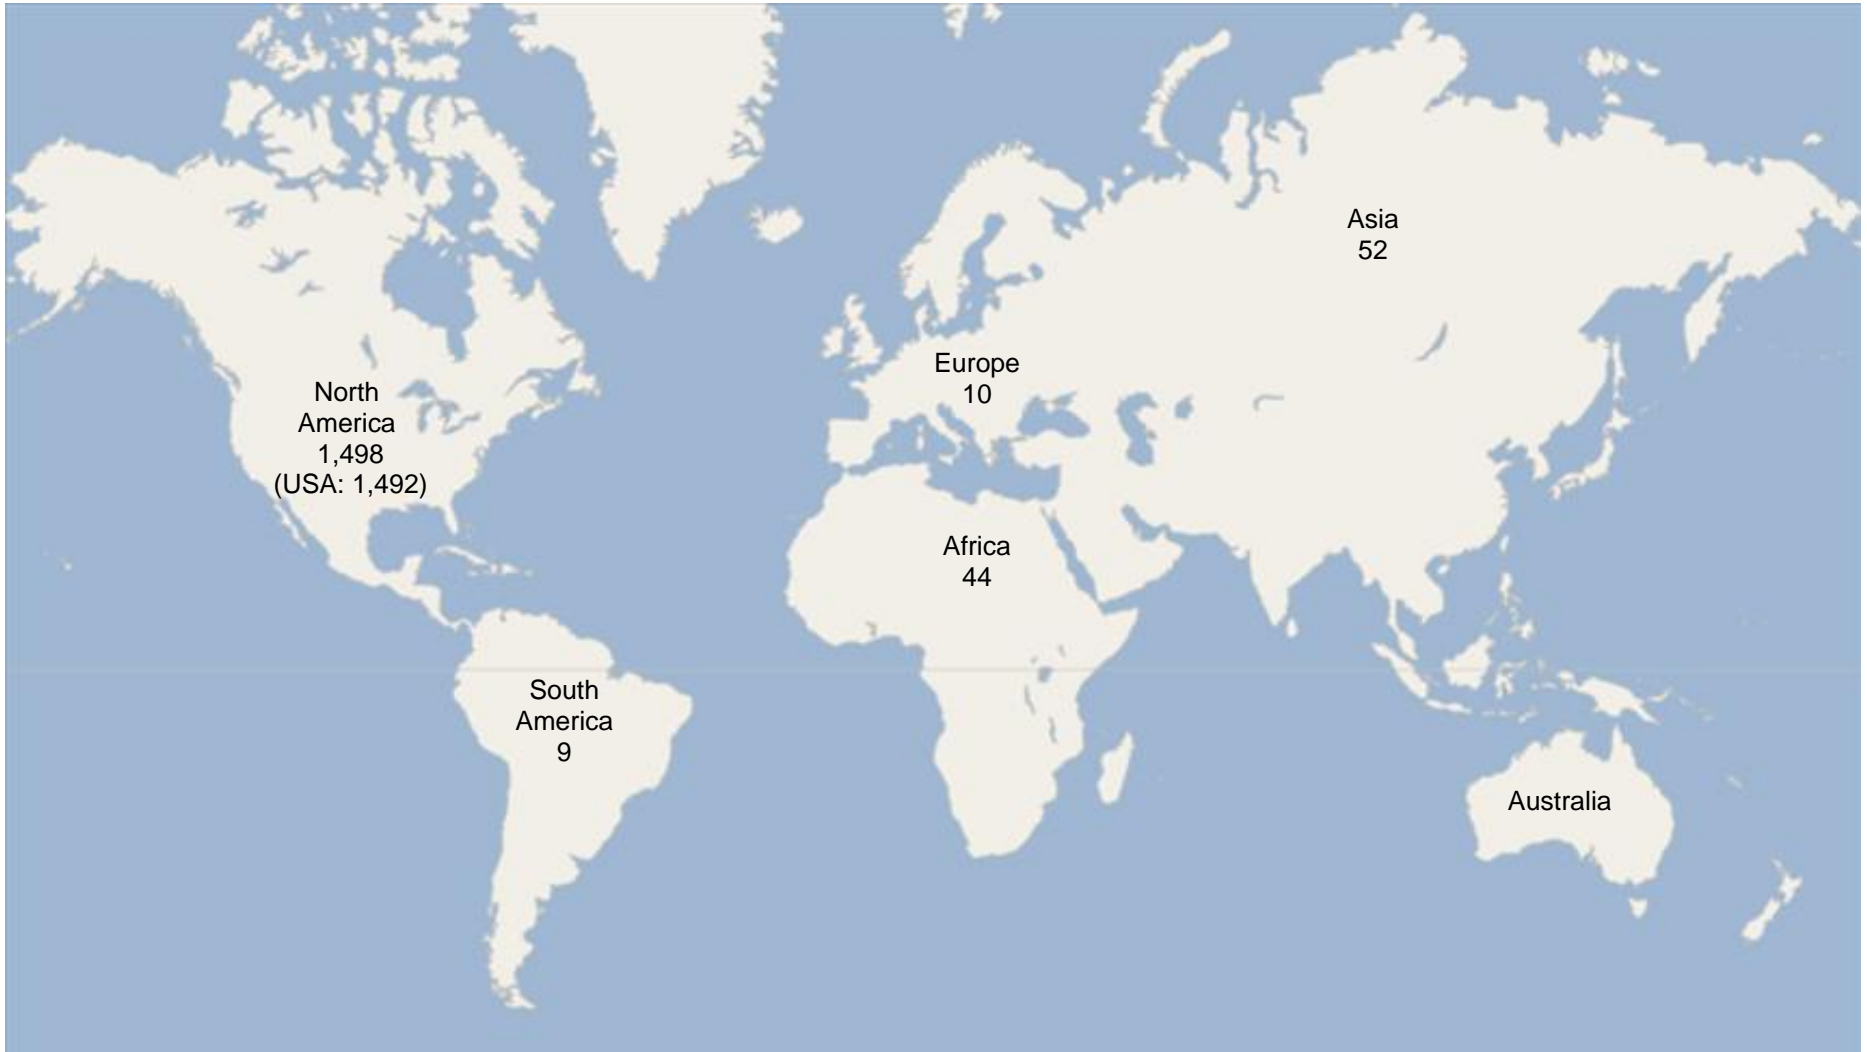 Asia
52
Europe
10
North
America
1,498
(USA: 1,492)
Africa
44
South
America
9
Australia